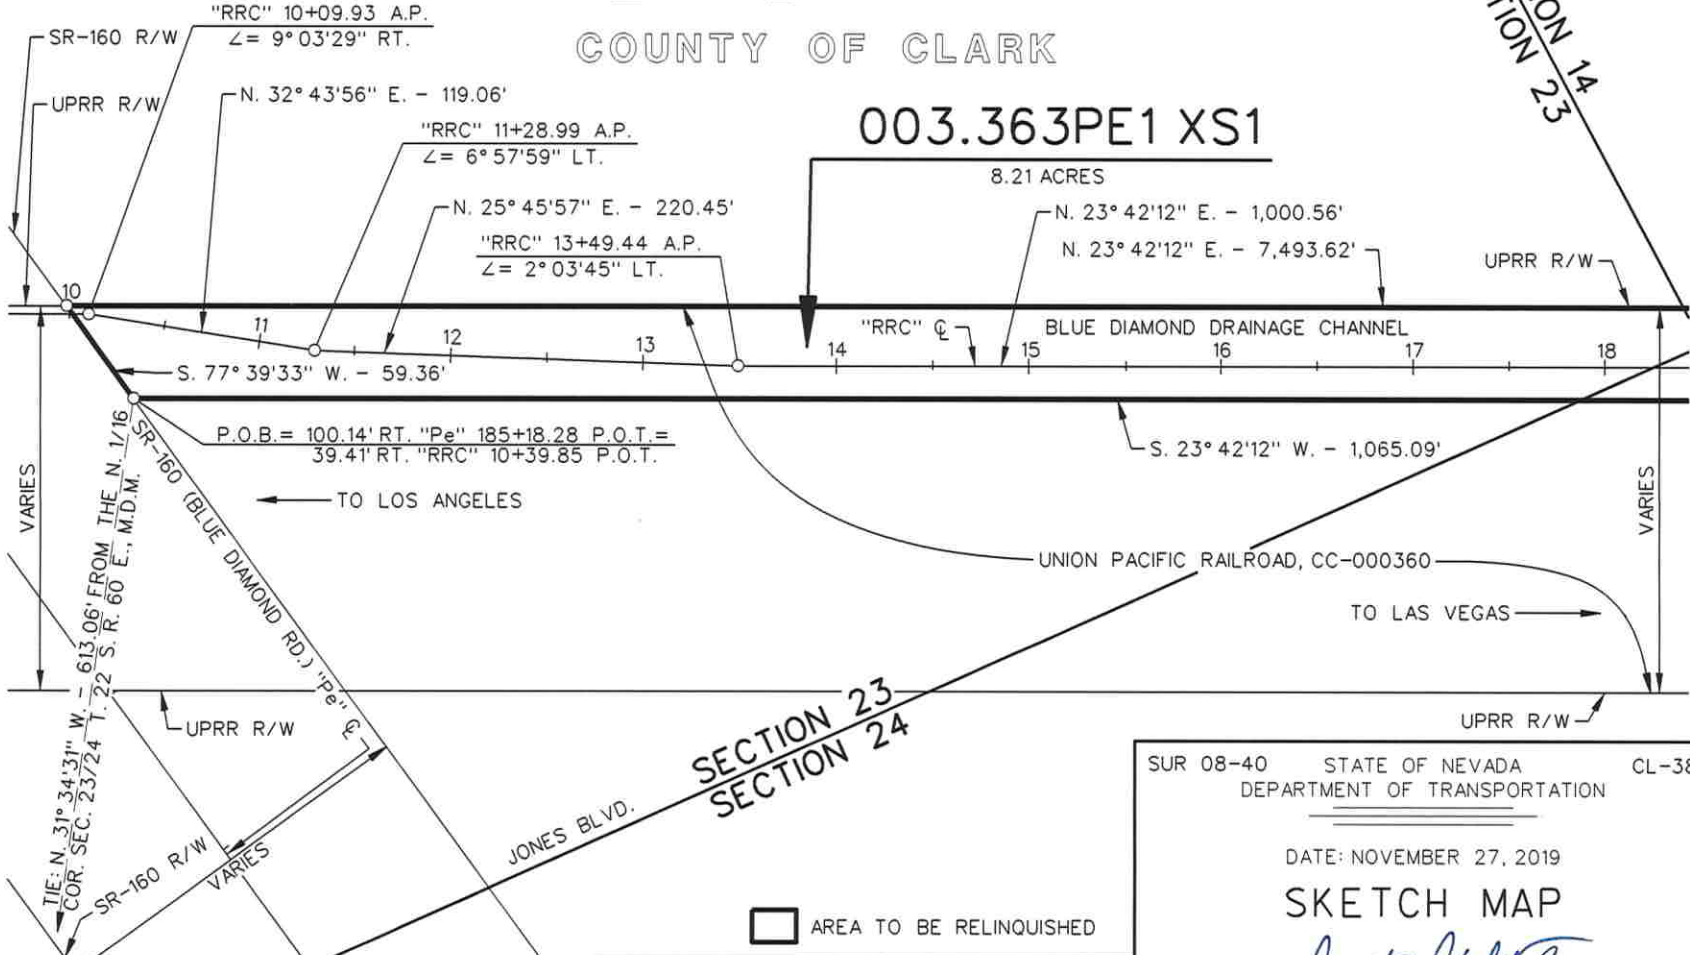 "RRC" 10+09.93 A.P.
∠= 9°03'29" RT.
SR-160 R/W
COUNTY OF CLARK
14
SECTION 23
UPRR R/W
N. 32°43'56" E. - 119.06'
"RRC" 11+28.99 A.P.
∠= 6°57'59" LT.
003.363PE1 XS1
8.21 ACRES
N. 25°45'57" E. - 220.45'
N. 23°42'12" E. - 1,000.56'
"RRC" 13+49.44 A.P.
∠= 2°03'45" LT.
N. 23°42'12" E. - 7,493.62'
UPRR R/W
10
11
12
13
14
15
16
17
18
"RRC" ℄
BLUE DIAMOND DRAINAGE CHANNEL
S. 77°39'33" W. - 59.36'
P.O.B.= 100.14' RT. "Pe" 185+18.28 P.O.T.=
39.41' RT. "RRC" 10+39.85 P.O.T.
S. 23°42'12" W. - 1,065.09'
VARIES
TO LOS ANGELES
VARIES
SR-160 (BLUE DIAMOND RD.) "Pe" ℄
TIE: N. 31°34'31" W. - 613.06' FROM THE N. 1/16
COR. SEC. 23/24 T. 22 S. R. 60 E., M.D.M.
UNION PACIFIC RAILROAD, CC-000360
TO LAS VEGAS
UPRR R/W
UPRR R/W
SECTION 23
SECTION 24
JONES BLVD.
SR-160 R/W
VARIES
AREA TO BE RELINQUISHED
SUR 08-40
STATE OF NEVADA
CL-38
DEPARTMENT OF TRANSPORTATION
DATE: NOVEMBER 27, 2019
SKETCH MAP